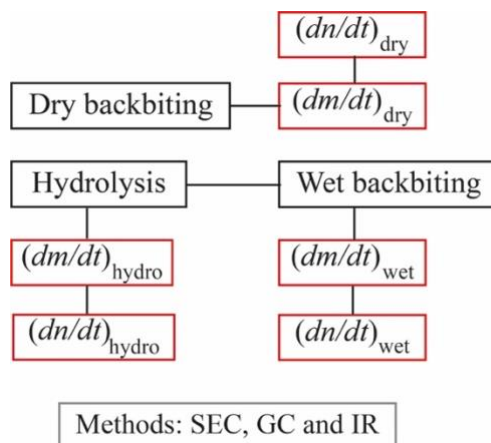 (dn/dt)dry
Dry backbiting (dm/dt)dry
Hydrolysis Wet backbiting
(dm/dt)hydro (dm/dt)wet
(dn/dt)hydro (dn/dt)wet
Methods: SEC, GC and IR